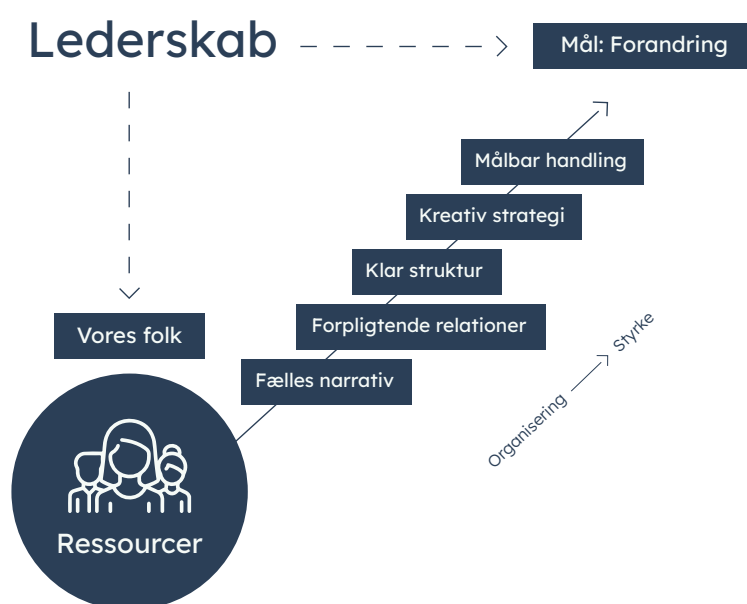 Lederskab
Mål: Forandring
Målbar handling
Kreativ strategi
Klar struktur
Forpligtende relationer
Fælles narrativ
Vores folk
Ressourcer
Organisering
Styrke